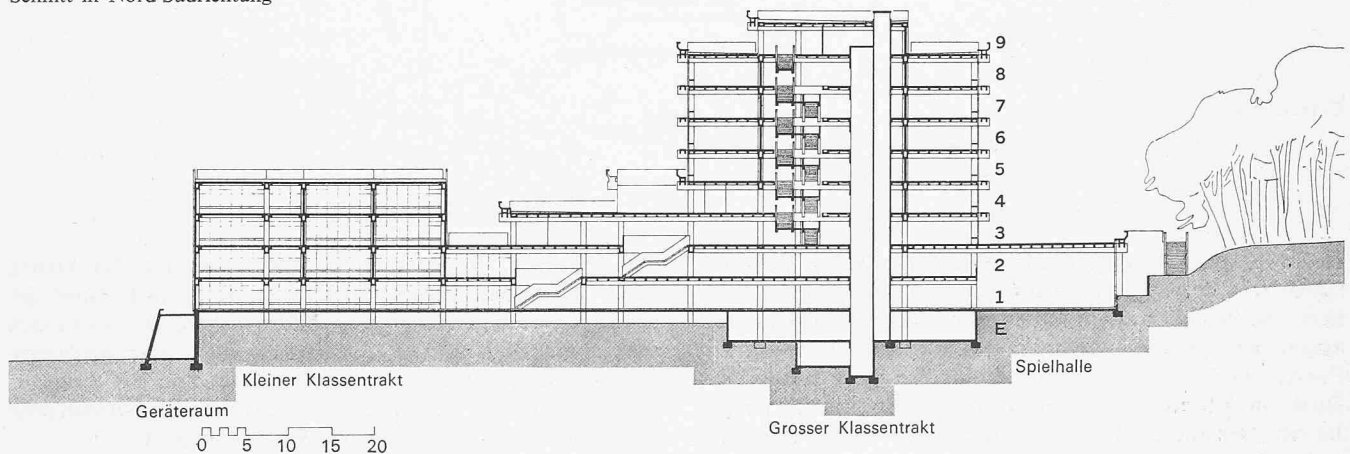 Schnitt in Nord-Südrichtung
9
8
7
6
5
4
3
2
1
E
Kleiner Klassentrakt
Spielhalle
Geräteraum
Grosser Klassentrakt
0 5 10 15 20